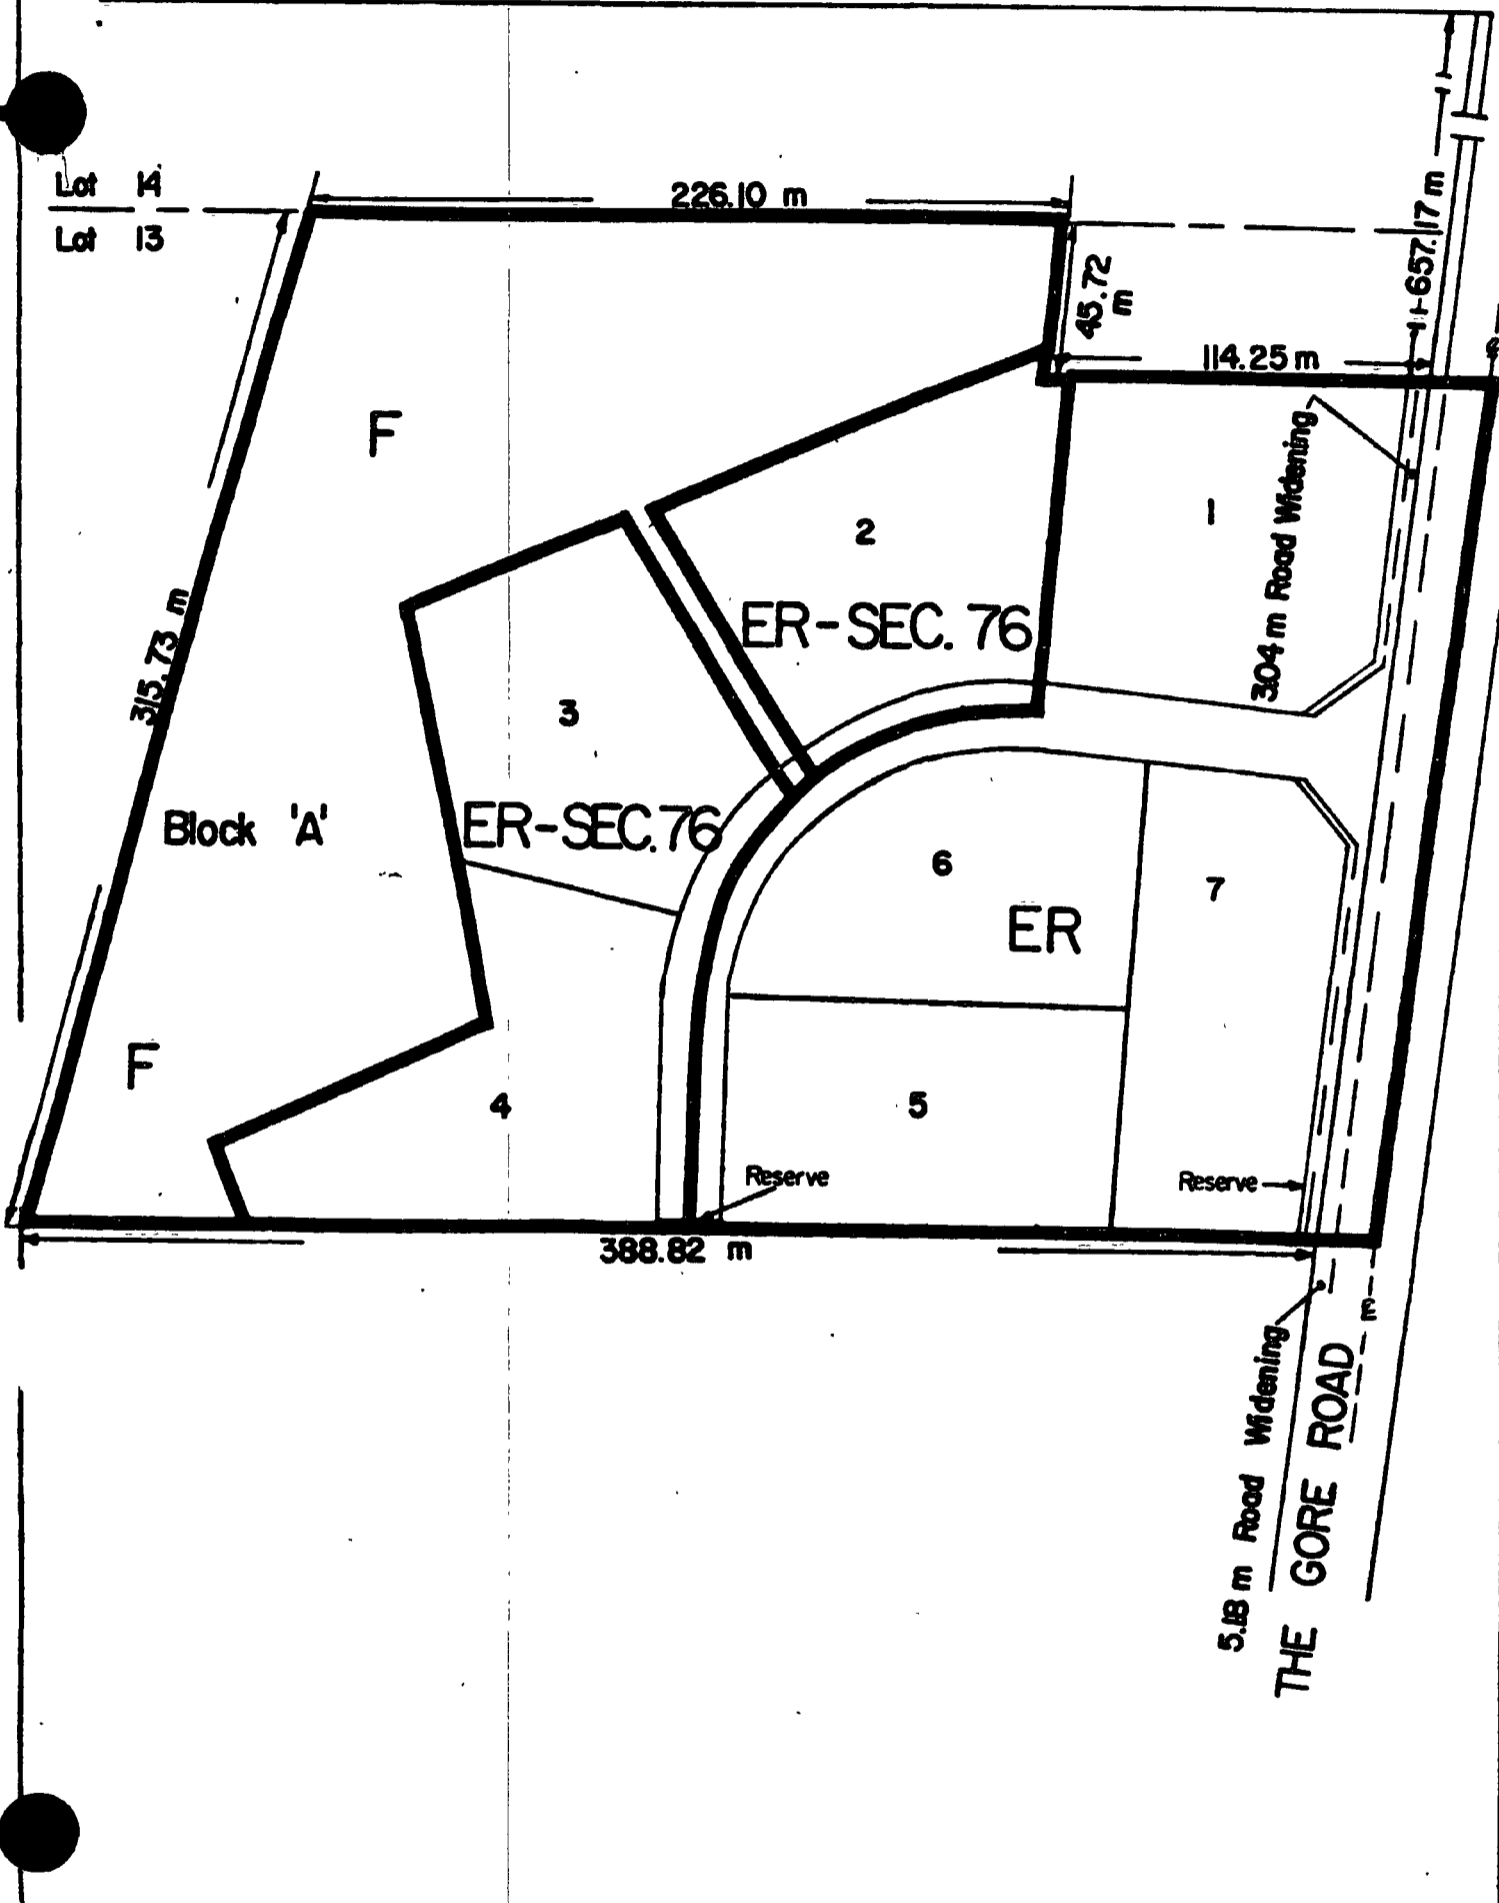 Lot 14
Lot 13
226.10 m
657.17 m
45.72 m
114.25 m
F
3.04 m Road Widening
1
2
ER-SEC. 76
315.73 m
3
Block 'A'
ER-SEC. 76
6
7
ER
F
4
5
Reserve
Reserve
388.82 m
5.18 m Road Widening
THE GORE ROAD